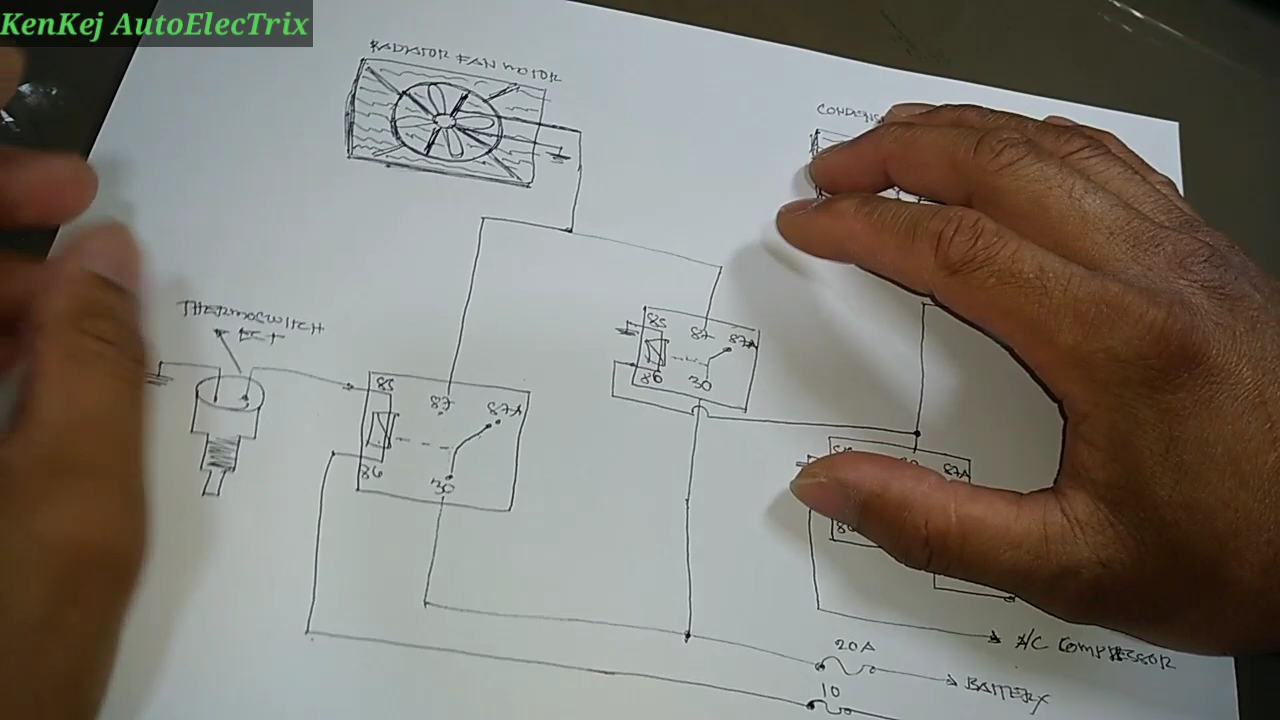 KenKej AutoElecTrix
RADIATOR FAN MOTOR
THERMOSWITCH
85
87
87A
86
30
85
87
87A
86
30
87A
A/C COMPRESSOR
20A
BATTERY
10